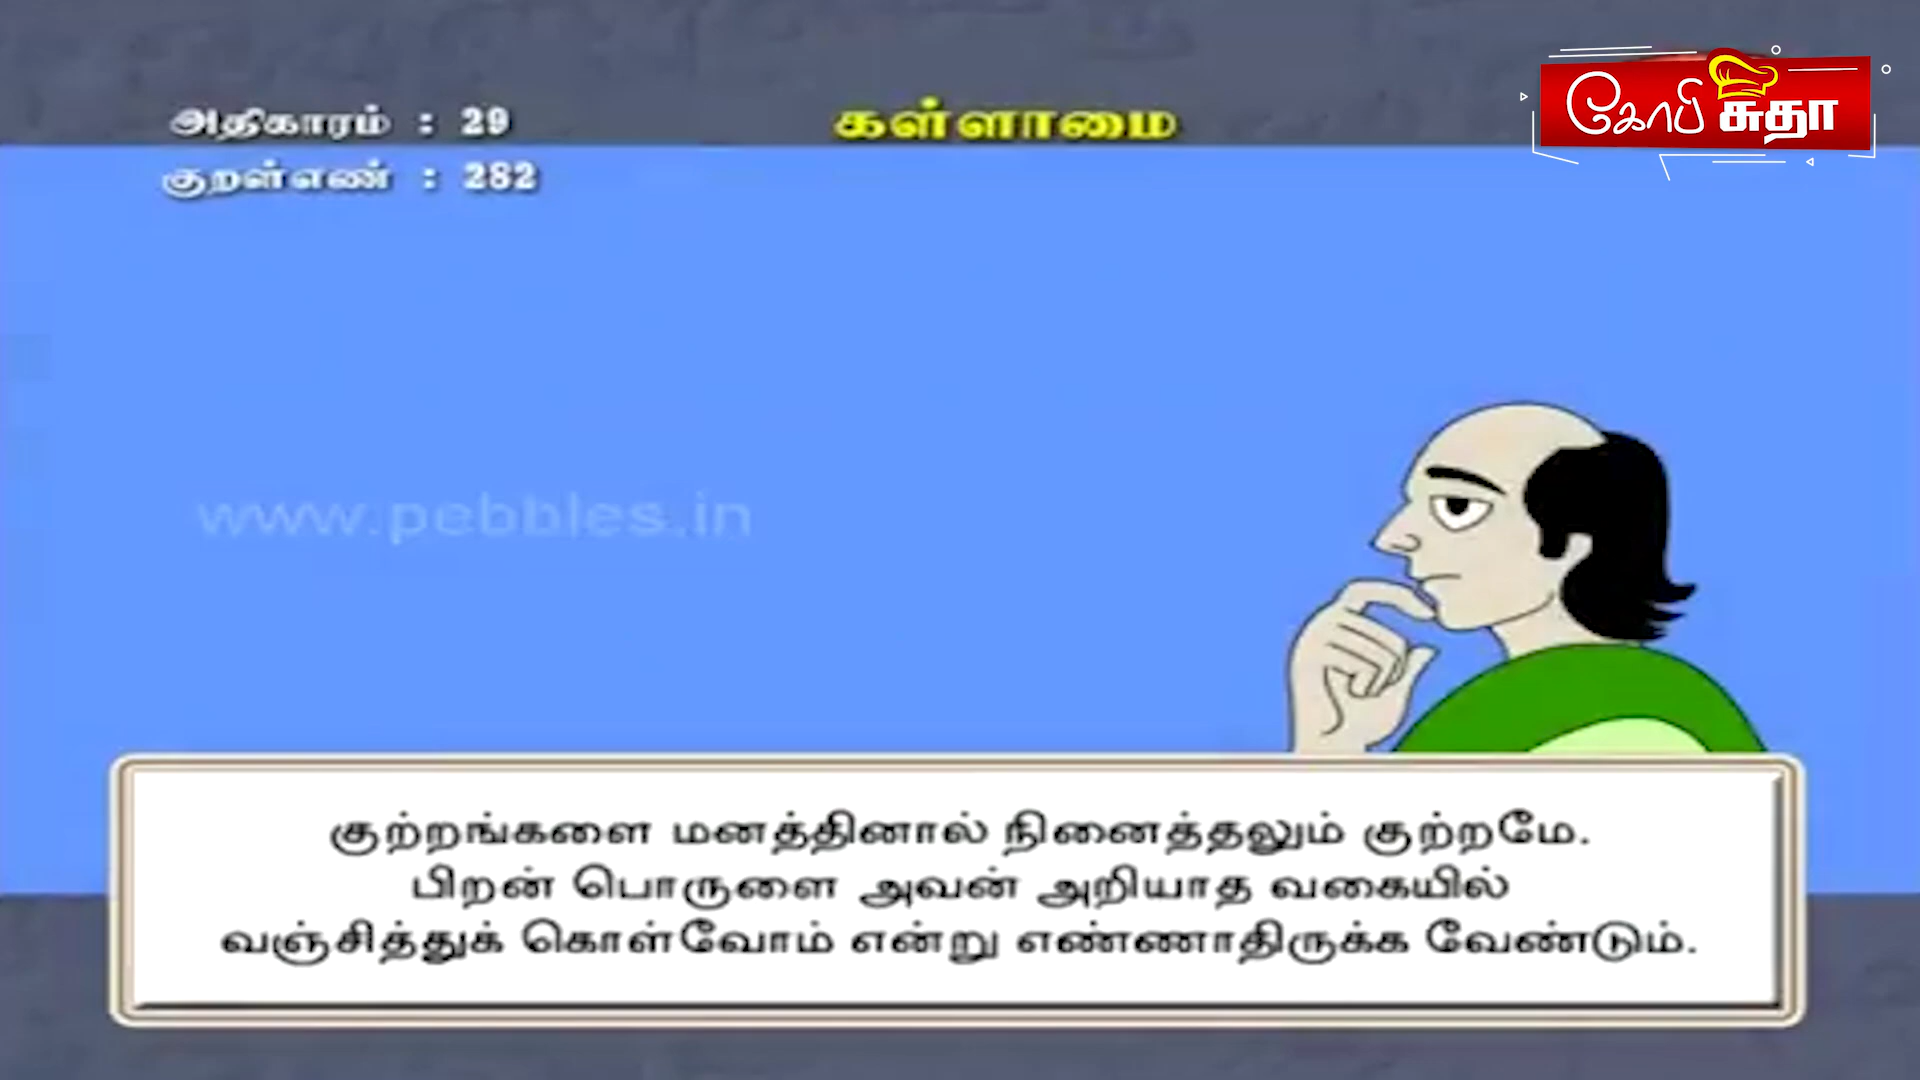 அதிகாரம் : 29
கள்ளாமை
கோபி சுதா
குறள்எண் : 282
www.pebbles.in
குற்றங்களை மனத்தினால் நினைத்தலும் குற்றமே.
பிறன் பொருளை அவன் அறியாத வகையில்
வஞ்சித்துக் கொள்வோம் என்று எண்ணாதிருக்க வேண்டும்.